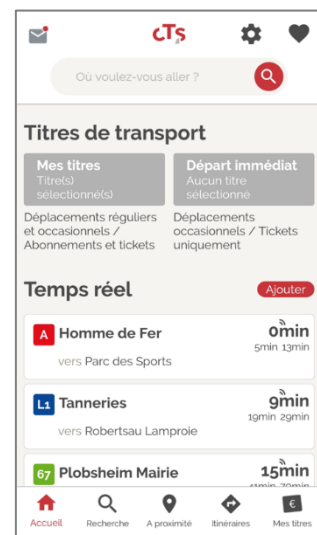 CTS
Où voulez-vous aller ?
Titres de transport
Mes titres
Titre(s)
sélectionné(s)
Départ immédiat
Aucun titre
sélectionné
Déplacements réguliers
et occasionnels /
Abonnements et tickets
Déplacements
occasionnels / Tickets
uniquement
Temps réel
Ajouter
A Homme de Fer 0min
5min 13min
vers Parc des Sports
L1 Tanneries 9min
19min 29min
vers Robertsau Lamproie
67 Plobsheim Mairie 15min
Accueil Recherche A proximité Itinéraires Mes titres